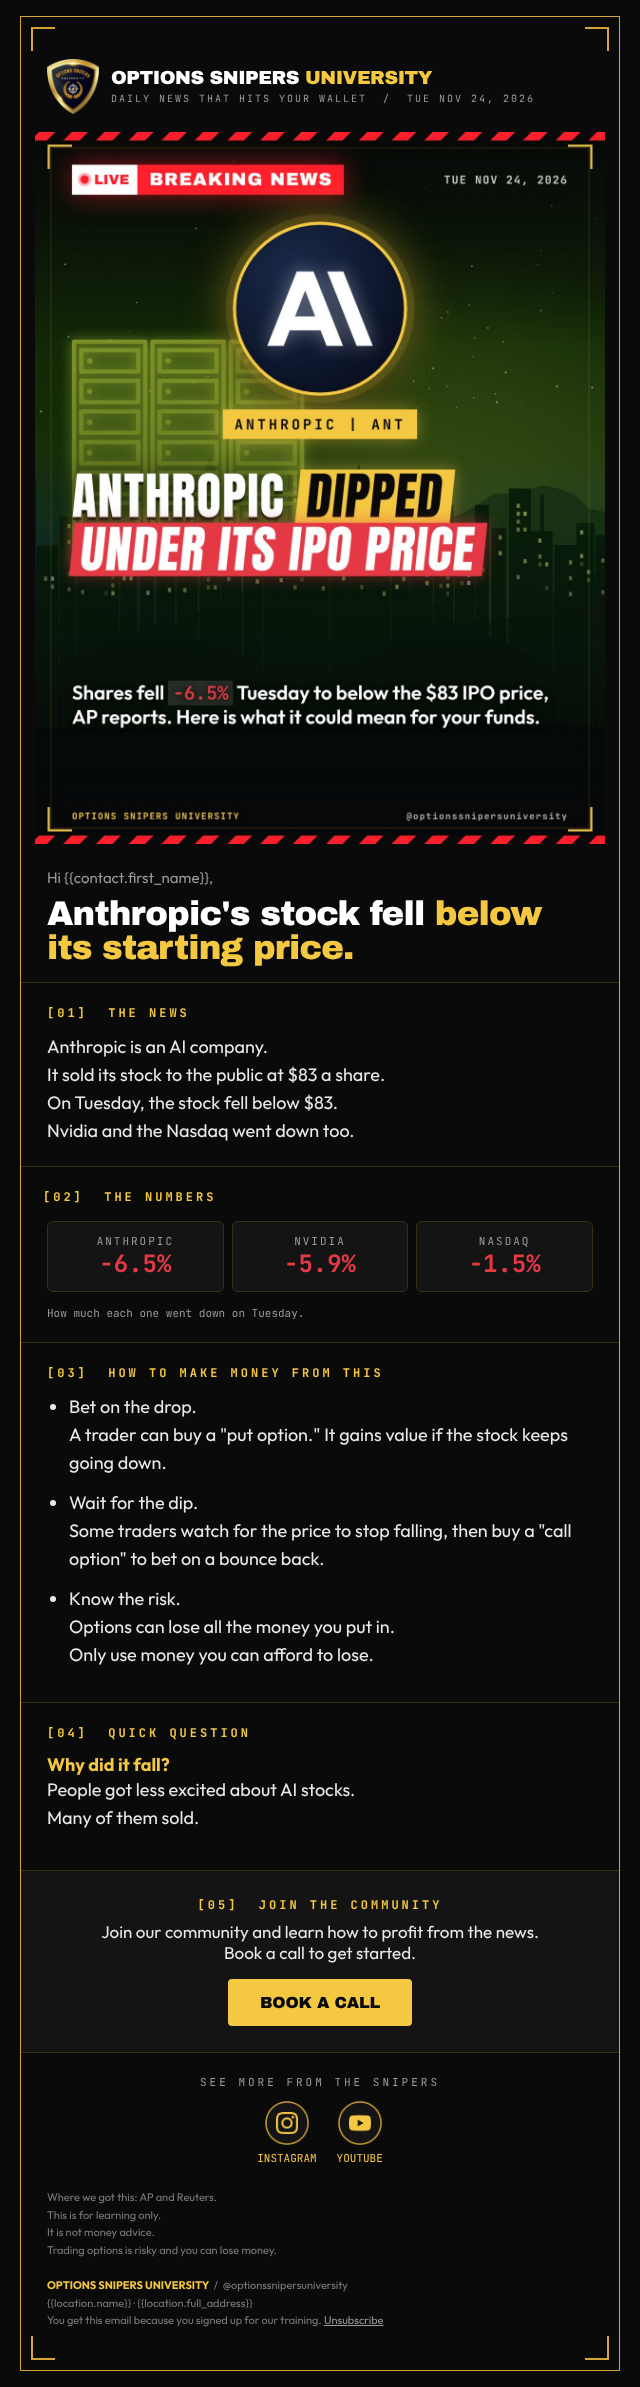 OPTIONS SNIPERS UNIVERSITY
DAILY NEWS THAT HITS YOUR WALLET / TUE NOV 24, 2026
LIVE BREAKING NEWS
TUE NOV 24, 2026
AI
ANTHROPIC | ANT
ANTHROPIC DIPPED
UNDER ITS IPO PRICE
Shares fell -6.5% Tuesday to below the $83 IPO price,
AP reports. Here is what it could mean for your funds.
OPTIONS SNIPERS UNIVERSITY
@optionssnipersuniversity
Hi {{contact.first_name}},
Anthropic's stock fell below
its starting price.
[01] THE NEWS
Anthropic is an AI company.
It sold its stock to the public at $83 a share.
On Tuesday, the stock fell below $83.
Nvidia and the Nasdaq went down too.
[02] THE NUMBERS
ANTHROPIC
-6.5%
NVIDIA
-5.9%
NASDAQ
-1.5%
How much each one went down on Tuesday.
[03] HOW TO MAKE MONEY FROM THIS
• Bet on the drop.
A trader can buy a "put option." It gains value if the stock keeps
going down.
• Wait for the dip.
Some traders watch for the price to stop falling, then buy a "call
option" to bet on a bounce back.
• Know the risk.
Options can lose all the money you put in.
Only use money you can afford to lose.
[04] QUICK QUESTION
Why did it fall?
People got less excited about AI stocks.
Many of them sold.
[05] JOIN THE COMMUNITY
Join our community and learn how to profit from the news.
Book a call to get started.
BOOK A CALL
SEE MORE FROM THE SNIPERS
INSTAGRAM
YOUTUBE
Where we got this: AP and Reuters.
This is for learning only.
It is not money advice.
Trading options is risky and you can lose money.
OPTIONS SNIPERS UNIVERSITY / @optionssnipersuniversity
{{location.name}} · {{location.full_address}}
You get this email because you signed up for our training. Unsubscribe